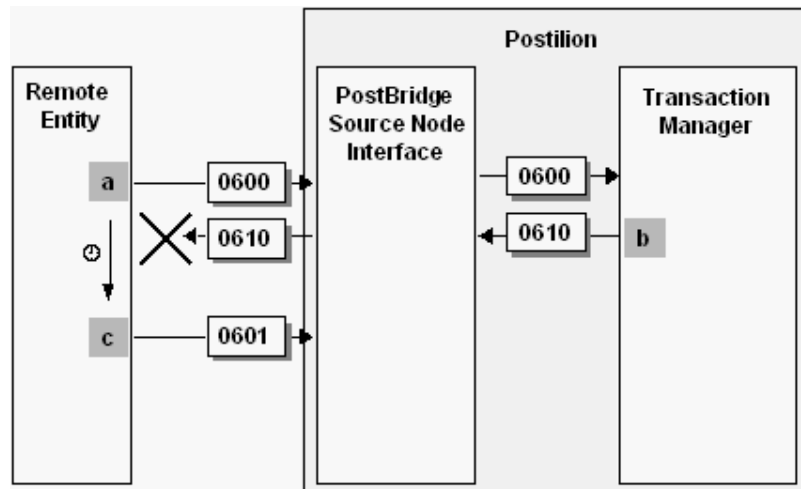 Postilion
Remote
Entity
PostBridge
Source Node
Interface
Transaction
Manager
a
0600
0600
0610
0610
b
c
0601